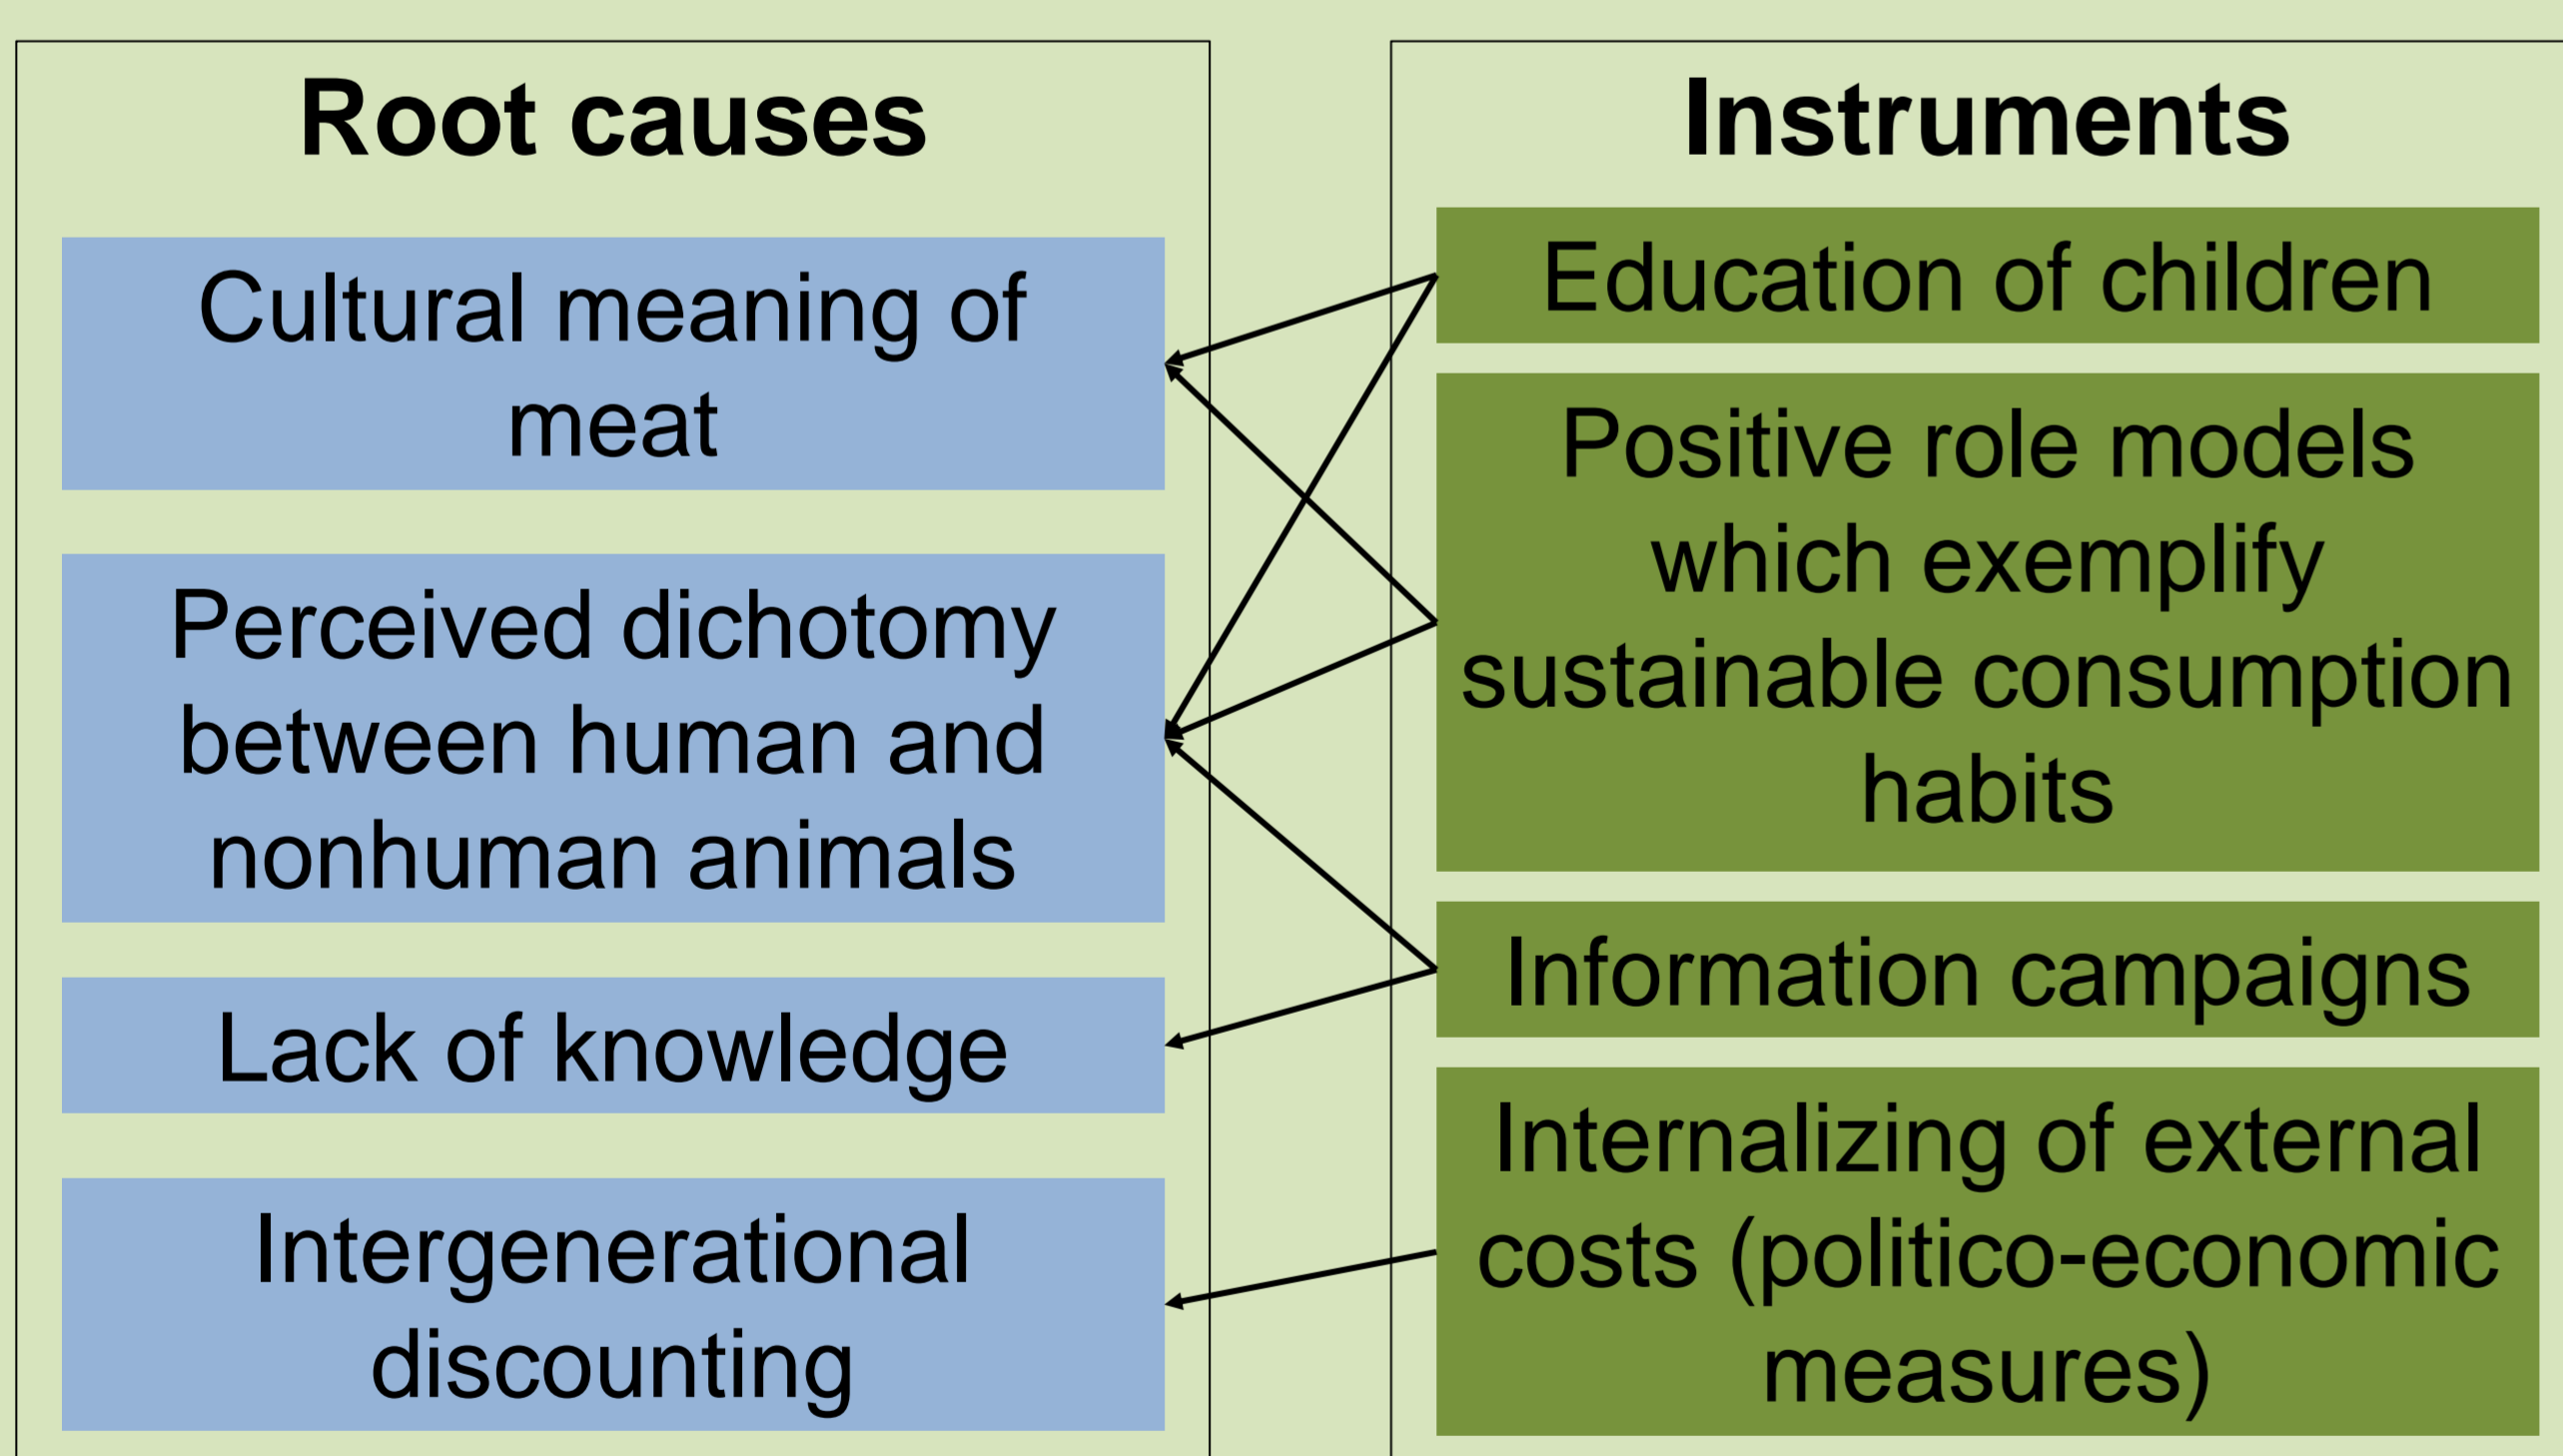 Root causes
Cultural meaning of
meat
Perceived dichotomy
between human and
nonhuman animals
Lack of knowledge
Intergenerational
discounting
Instruments
Education of children
Positive role models
which exemplify
sustainable consumption
habits
Information campaigns
Internalizing of external
costs (politico-economic
measures)